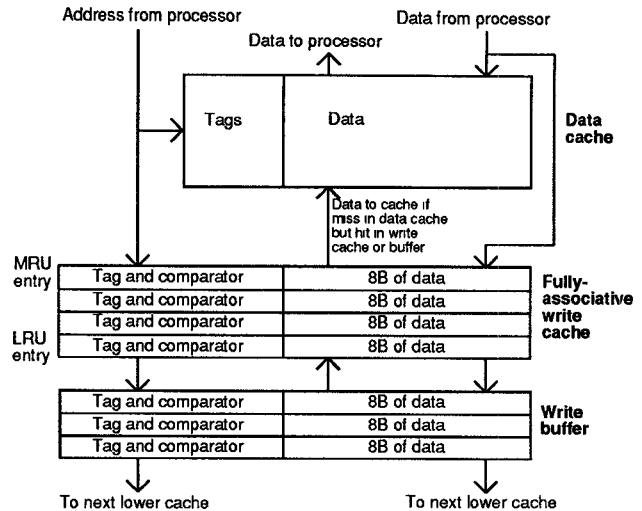 Address from processor
Data from processor
Data to processor
Tags
Data
Data
cache
Data to cache if
miss in data cache
but hit in write
cache or buffer
MRU
entry
Tag and comparator
8B of data
Tag and comparator
8B of data
Tag and comparator
8B of data
LRU
entry
Tag and comparator
8B of data
Fully-
associative
write
cache
Tag and comparator
8B of data
Tag and comparator
8B of data
Tag and comparator
8B of data
Write
buffer
To next lower cache
To next lower cache